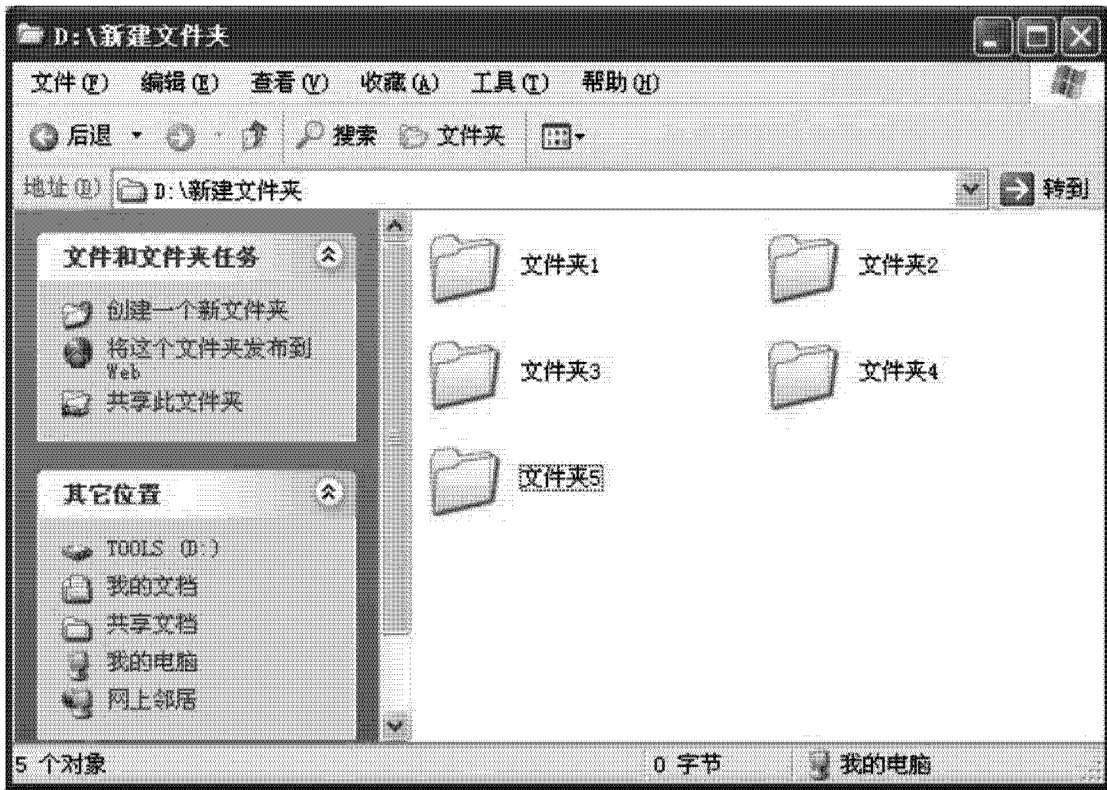 D:\新建文件夹
文件(F) 编辑(E) 查看(V) 收藏(A) 工具(T) 帮助(H)
后退 搜索 文件夹
地址(D) D:\新建文件夹 转到
文件和文件夹任务
创建一个新文件夹
将这个文件夹发布到
Web
共享此文件夹
其它位置
TOOLS (D:)
我的文档
共享文档
我的电脑
网上邻居
文件夹1 文件夹2
文件夹3 文件夹4
文件夹5
5 个对象 0 字节 我的电脑